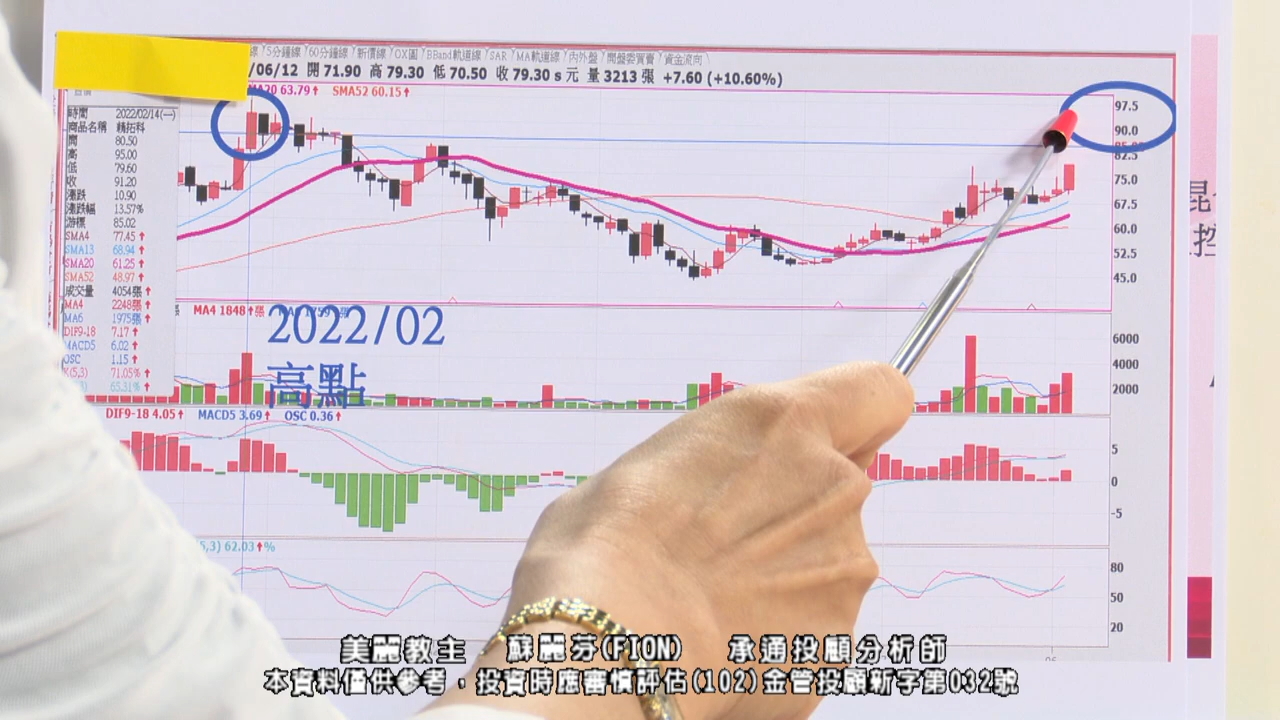 線 5分鐘線 60分鐘線 新價線 OX圖 BBand軌道線 SAR MA軌道線 內外盤 開盤委買賣 資金流向
/06/12 開 71.90 高 79.30 低 70.50 收 79.30 s 元 量 3213 張 +7.60 (+10.60%)
MA20 63.79↑ SMA52 60.15↑
時間 2022/02/14(一)
商品名稱 精拓科
開 80.50
高 95.00
低 79.60
收 91.20
漲跌 10.90
漲跌幅 13.57%
游標 85.02
SMA4 77.45↑
SMA13 68.94↑
SMA20 61.25↑
SMA52 48.97↑
成交量 4054張↑
MA4 2248張↑
MA6 1975張↑
DIF9-18 7.17↑
MACD5 6.02↑
OSC 1.15↑
K(5,3) 71.05%↑
65.31%↑
97.5
90.0
82.5
75.0
67.5
60.0
52.5
45.0
MA4 1848↑張
2022/02
高點
6000
4000
2000
DIF9-18 4.05↑ MACD5 3.69↑ OSC 0.36↑
5
0
-5
5,3) 62.03↑%
80
50
20
06
昆
控
美麗教主 蘇麗芬(FION) 承通投顧分析師
本資料僅供參考，投資時應審慎評估(102)金管投顧新字第032號